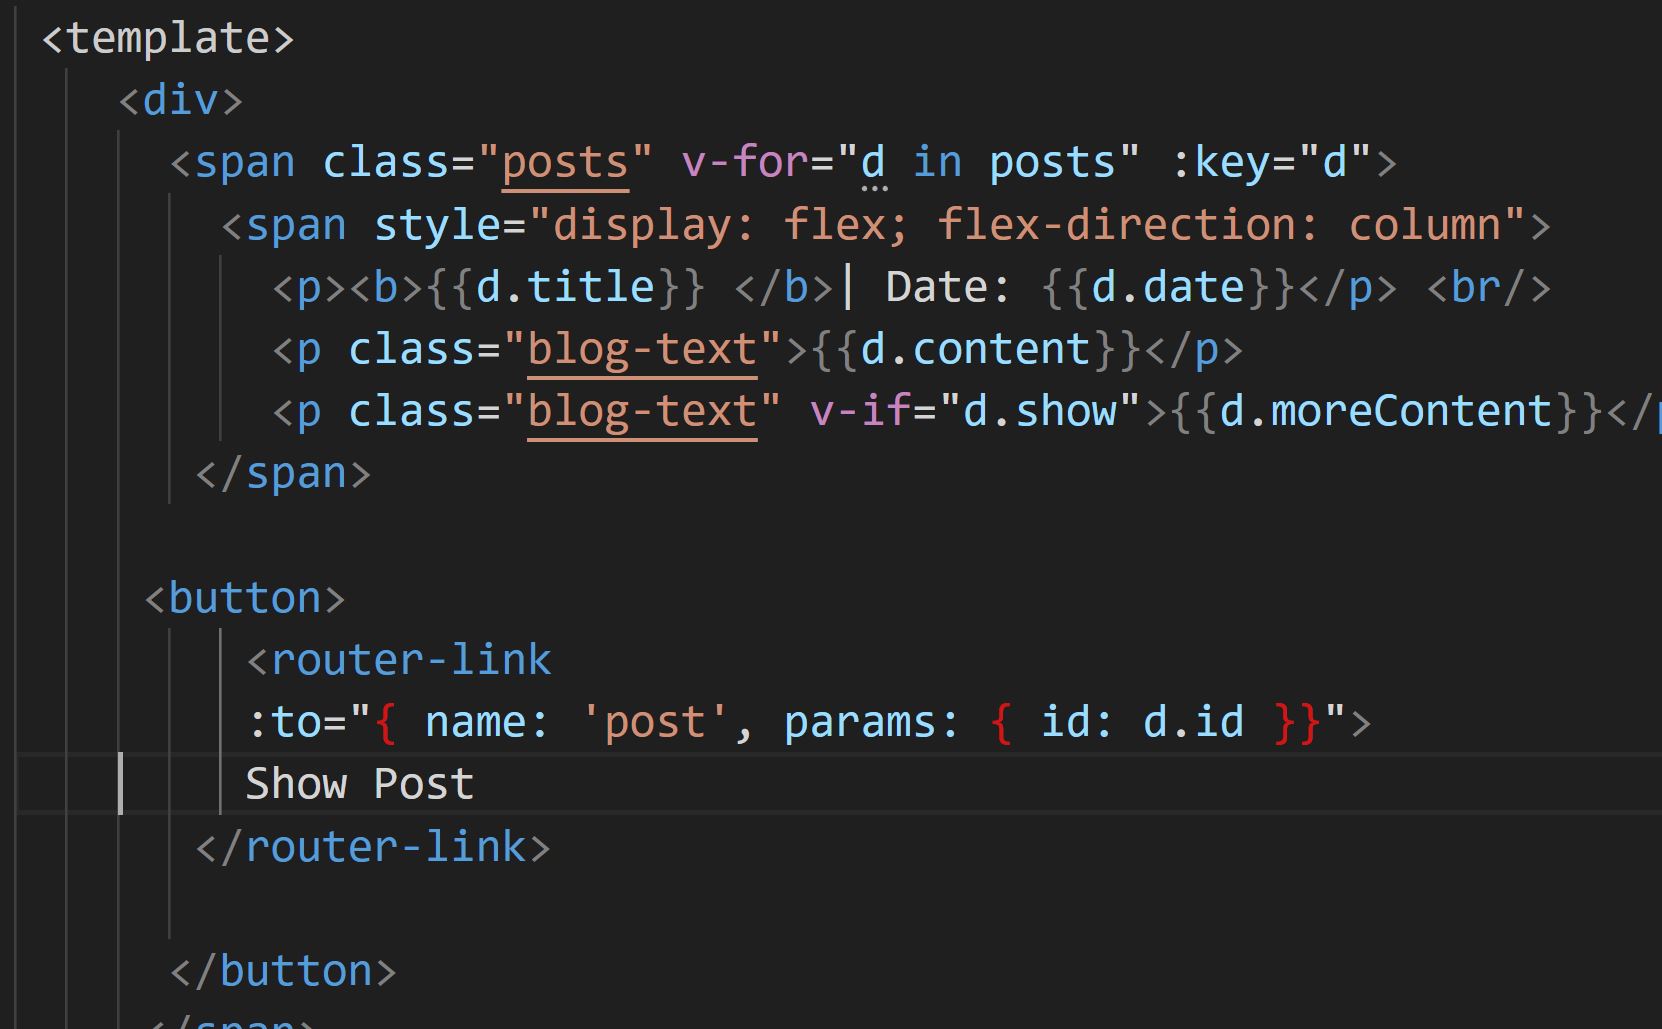 <template>
<div>
<span class="posts" v-for="d in posts" :key="d">
<span style="display: flex; flex-direction: column">
<p><b>{{d.title}} </b>| Date: {{d.date}}</p> <br/>
<p class="blog-text">{{d.content}}</p>
<p class="blog-text" v-if="d.show">{{d.moreContent}}</p
</span>
<button>
<router-link
:to="{ name: 'post', params: { id: d.id }}">
Show Post
</router-link>
</button>
</span>